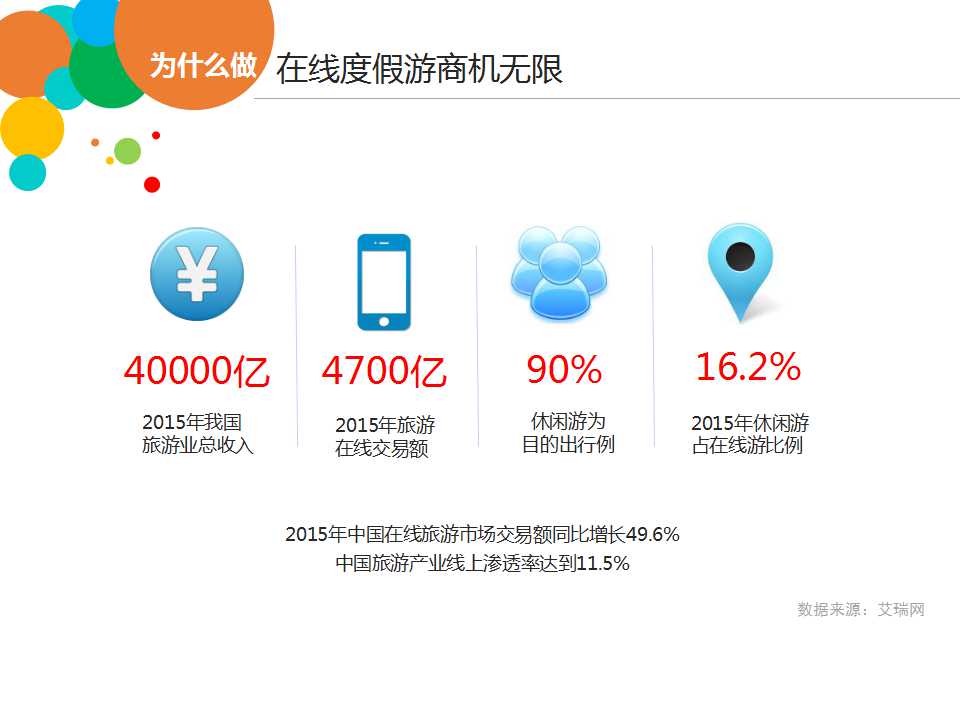 为什么做 在线度假游商机无限
40000亿
2015年我国
旅游业总收入
4700亿
2015年旅游
在线交易额
90%
休闲游为
目的出行例
16.2%
2015年休闲游
占在线游比例
2015年中国在线旅游市场交易额同比增长49.6%
中国旅游产业线上渗透率达到11.5%
数据来源：艾瑞网